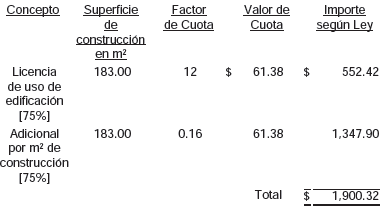 Concepto Superficie de construcción en m² Factor de Cuota Valor de Cuota Importe según Ley
Licencia de uso de edificación [75%] 183.00 12 $ 61.38 $ 552.42
Adicional por m² de construcción [75%] 183.00 0.16 61.38 1,347.90
Total $ 1,900.32